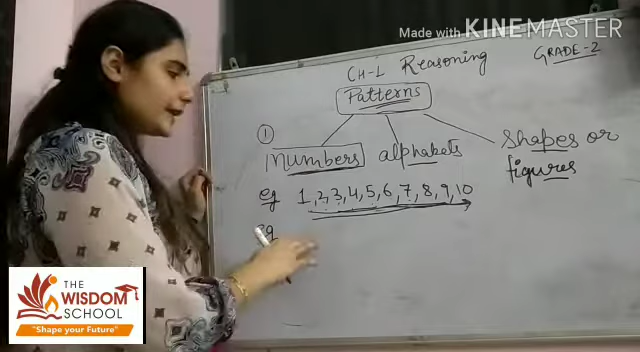 Made with KINEMASTER
CH-1 Reasoning GRADE-2
Patterns
①
Numbers alphabets shapes or
figures
eg 1,2,3,4,5,6,7,8,9,10
eg
THE
WISDOM
SCHOOL
"Shape your Future"